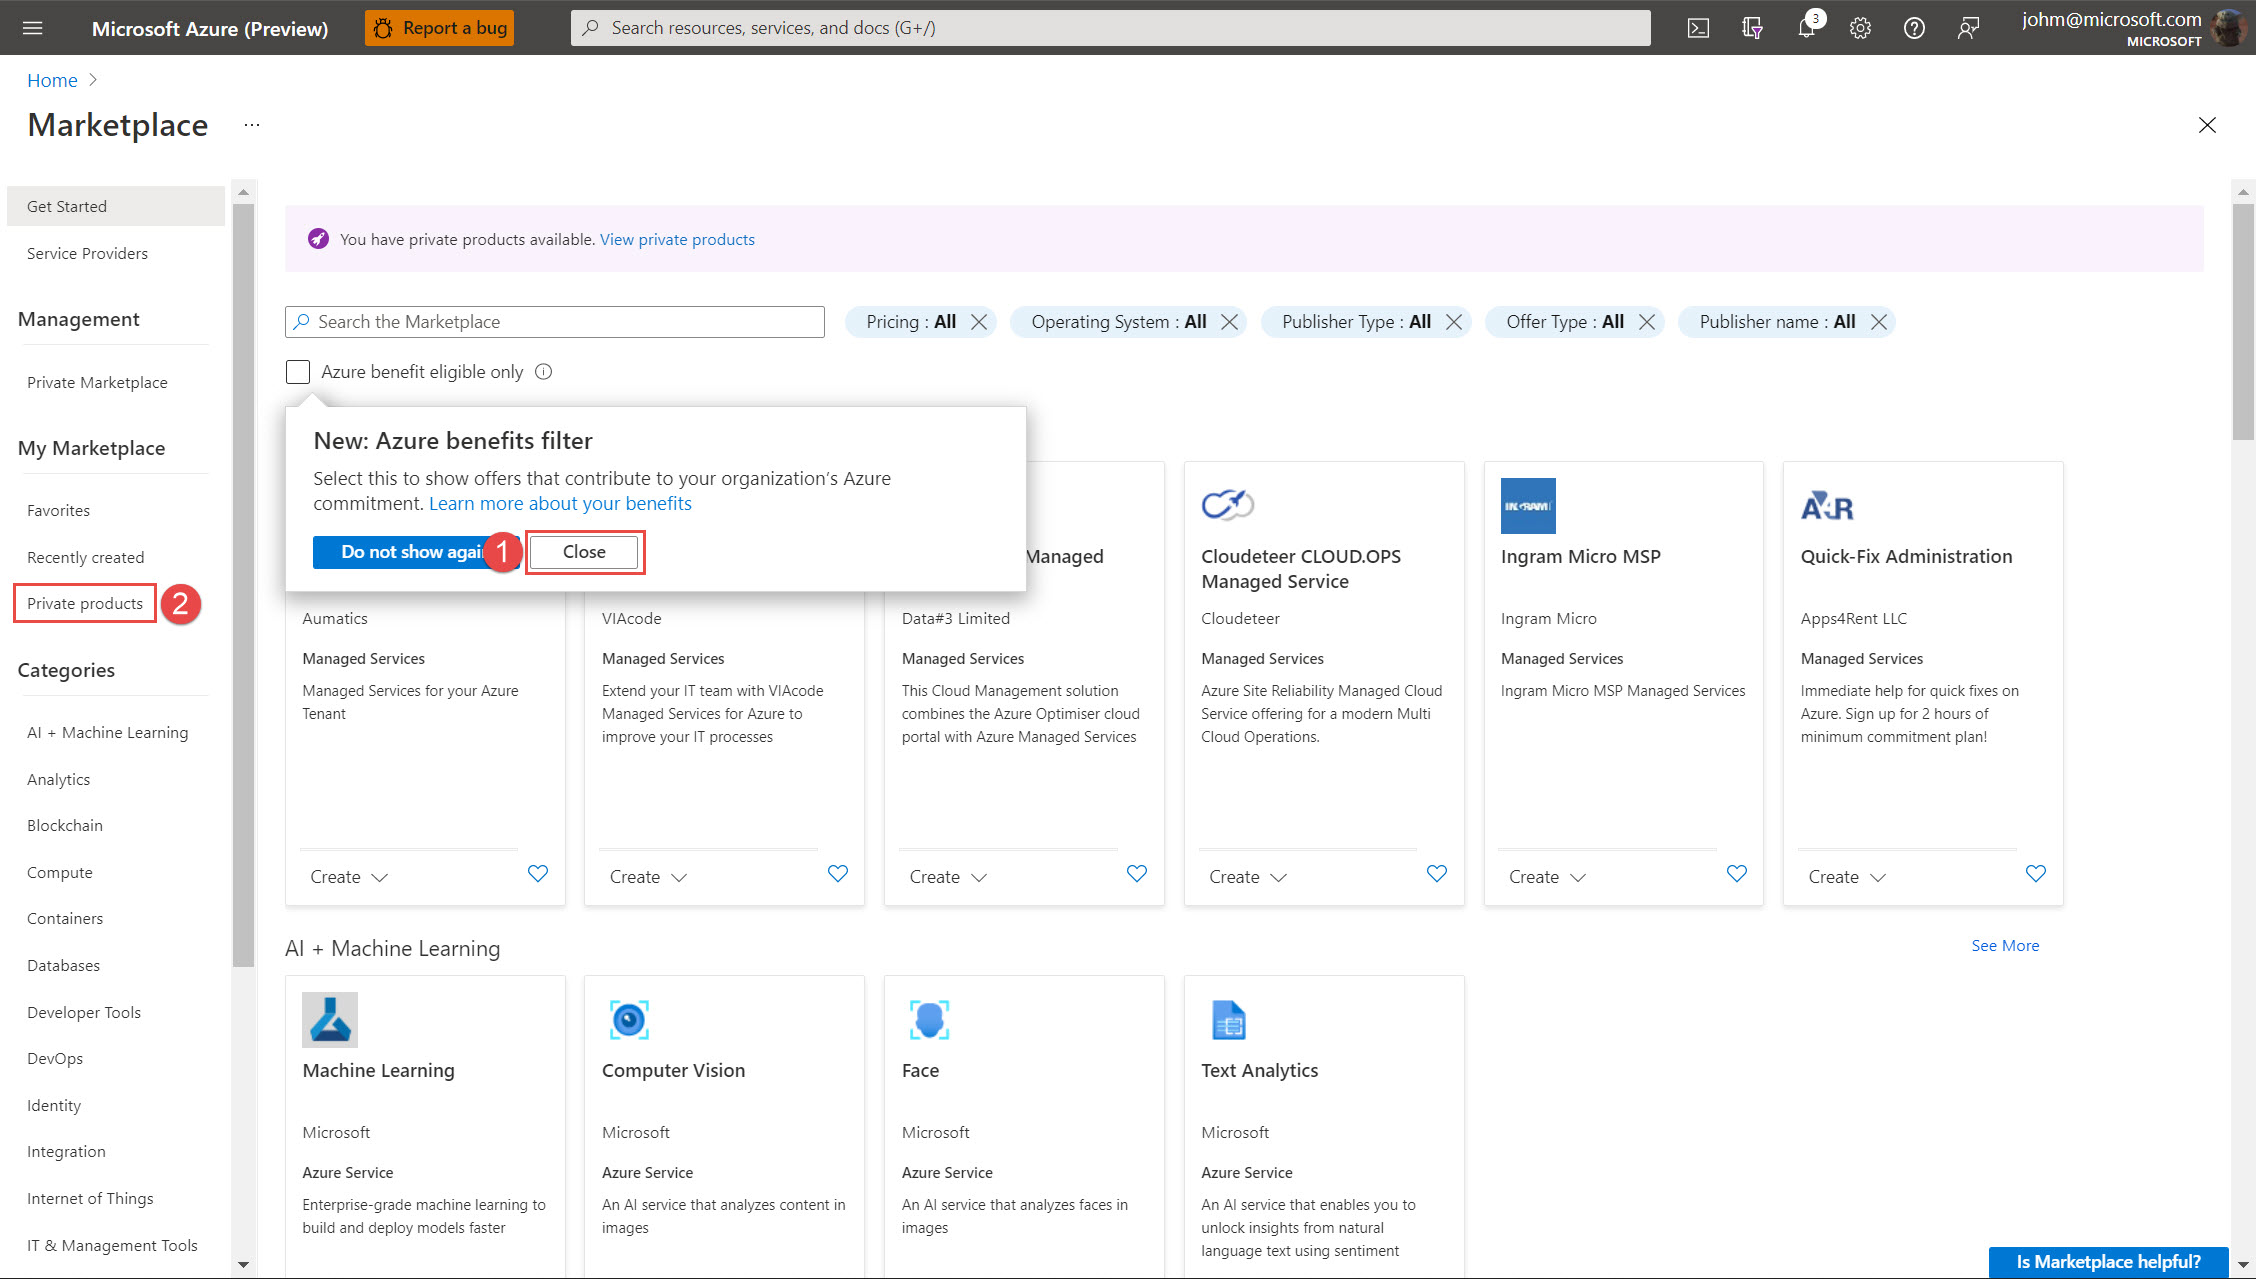 Microsoft Azure (Preview)
Report a bug
Search resources, services, and docs (G+/)
3
johm@microsoft.com
MICROSOFT
Home
Marketplace
...
Get Started
Service Providers
Management
Private Marketplace
My Marketplace
Favorites
Recently created
Private products
2
Categories
AI + Machine Learning
Analytics
Blockchain
Compute
Containers
Databases
Developer Tools
DevOps
Identity
Integration
Internet of Things
IT & Management Tools
You have private products available. View private products
Search the Marketplace
Pricing : All
Operating System : All
Publisher Type : All
Offer Type : All
Publisher name : All
Azure benefit eligible only
New: Azure benefits filter
Select this to show offers that contribute to your organization's Azure
commitment. Learn more about your benefits
Do not show again
1
Close
Aumatics
Managed Services
Managed Services for your Azure
Tenant
Create
VIAcode
Managed Services
Extend your IT team with VIAcode
Managed Services for Azure to
improve your IT processes
Create
Managed
Data#3 Limited
Managed Services
This Cloud Management solution
combines the Azure Optimiser cloud
portal with Azure Managed Services
Create
Cloudeteer CLOUD.OPS
Managed Service
Cloudeteer
Managed Services
Azure Site Reliability Managed Cloud
Service offering for a modern Multi
Cloud Operations.
Create
INGRAM
Ingram Micro MSP
Ingram Micro
Managed Services
Ingram Micro MSP Managed Services
Create
A4R
Quick-Fix Administration
Apps4Rent LLC
Managed Services
Immediate help for quick fixes on
Azure. Sign up for 2 hours of
minimum commitment plan!
Create
AI + Machine Learning
See More
Machine Learning
Microsoft
Azure Service
Enterprise-grade machine learning to
build and deploy models faster
Computer Vision
Microsoft
Azure Service
An AI service that analyzes content in
images
Face
Microsoft
Azure Service
An AI service that analyzes faces in
images
Text Analytics
Microsoft
Azure Service
An AI service that enables you to
unlock insights from natural
language text using sentiment
Is Marketplace helpful?